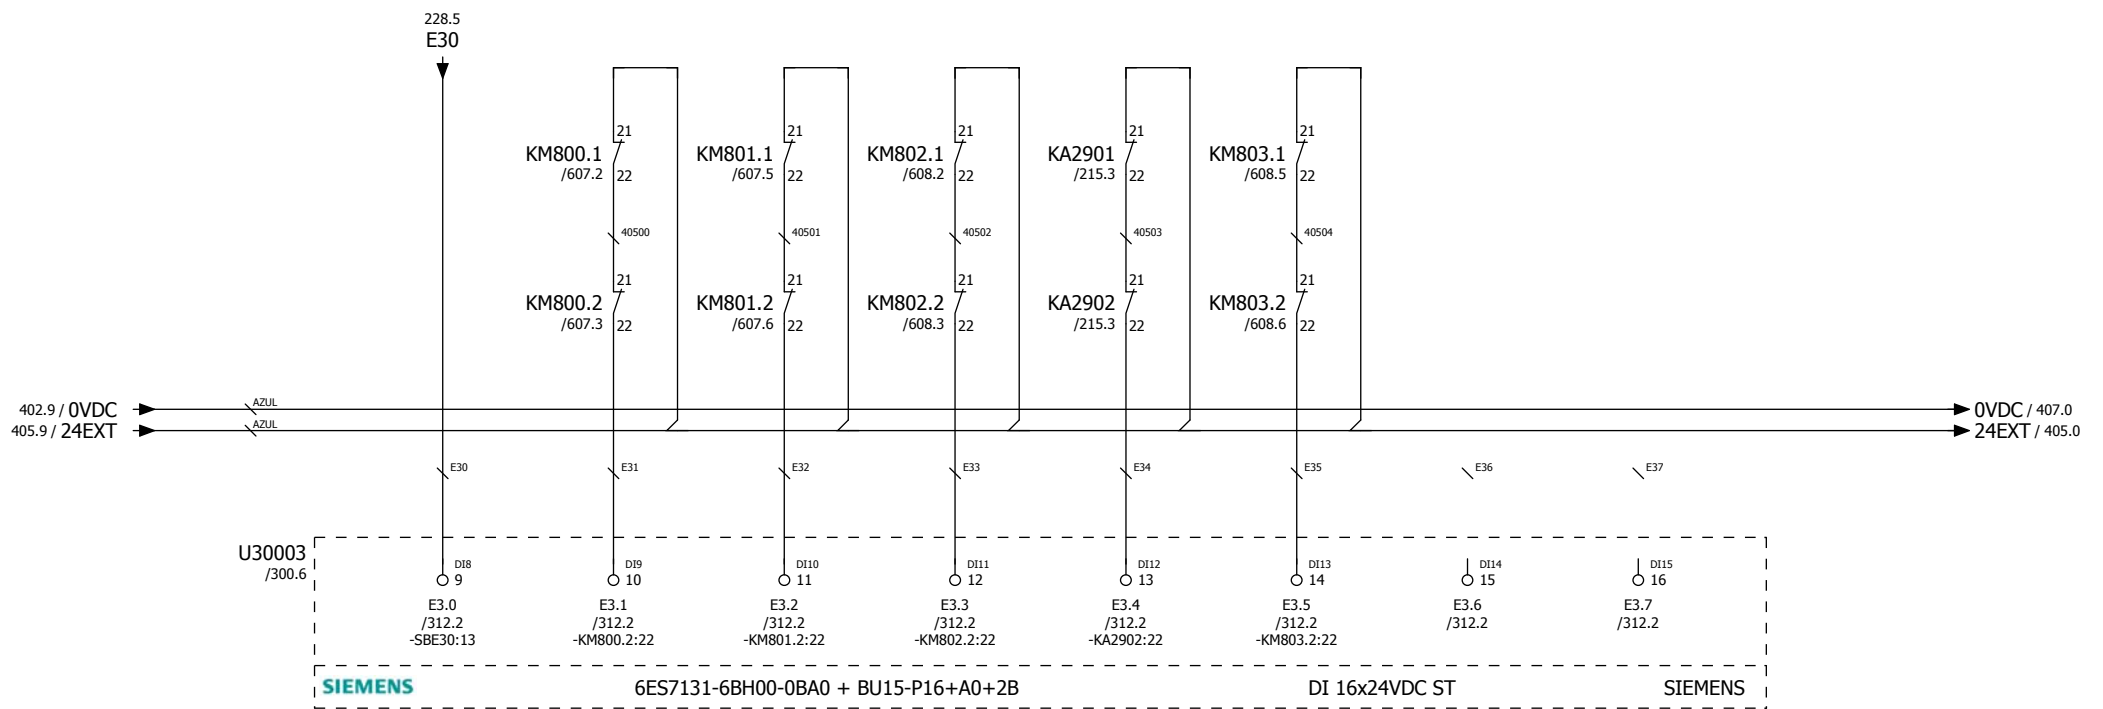 228.5
E30
21 21 21 21 21
KM800.1 KM801.1 KM802.1 KA2901 KM803.1
/607.2 22 /607.5 22 /608.2 22 /215.3 22 /608.5 22
40500 40501 40502 40503 40504
21 21 21 21 21
KM800.2 KM801.2 KM802.2 KA2902 KM803.2
/607.3 22 /607.6 22 /608.3 22 /215.3 22 /608.6 22
402.9 / 0VDC AZUL 0VDC / 407.0
405.9 / 24EXT AZUL 24EXT / 405.0
E30 E31 E32 E33 E34 E35 E36 E37
U30003
/300.6
DI8 DI9 DI10 DI11 DI12 DI13 DI14 DI15
9 10 11 12 13 14 15 16
E3.0 E3.1 E3.2 E3.3 E3.4 E3.5 E3.6 E3.7
/312.2 /312.2 /312.2 /312.2 /312.2 /312.2 /312.2 /312.2
-SBE30:13 -KM800.2:22 -KM801.2:22 -KM802.2:22 -KA2902:22 -KM803.2:22
SIEMENS 6ES7131-6BH00-0BA0 + BU15-P16+A0+2B DI 16x24VDC ST SIEMENS